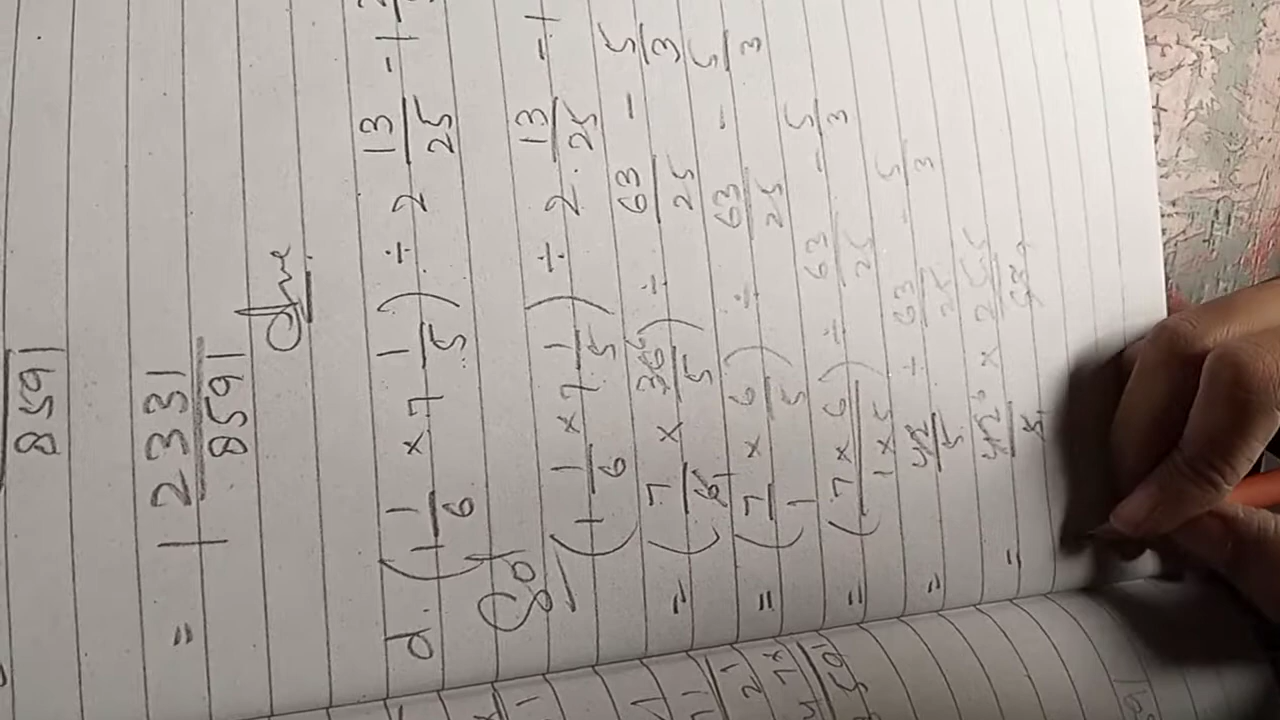 8591
= 1 2331/8591
Ans
d. (1 1/6 × 7 1/5) ÷ 2 13/25 - 1
Sol
(1 1/6 × 7 1/5) ÷ 2 13/25 - 1
= (7/6 × 36/5) ÷ 63/25 - 5/3
= (7/1 × 6/5) ÷ 63/25 - 5/3
= (7×6/1×5) ÷ 63/25 - 5/3
= 42/5 ÷ 63/25 - 5/3
=